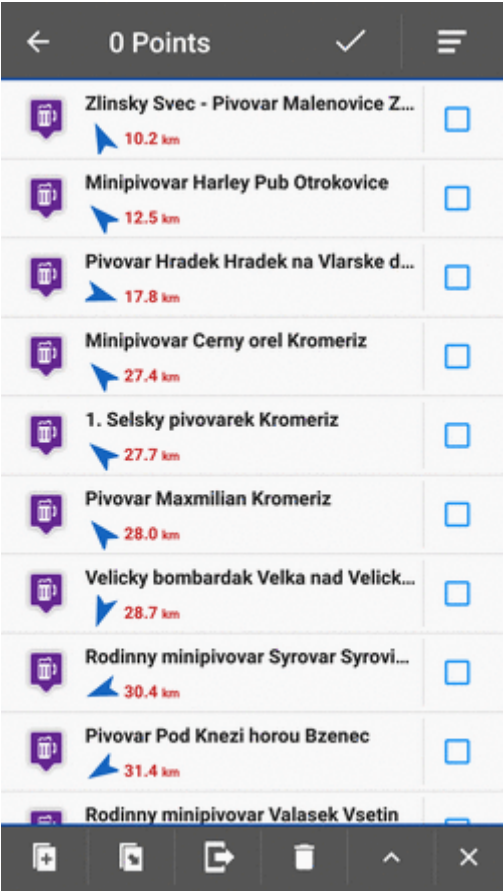 0 Points
Zlinsky Svec - Pivovar Malenovice Z...
10.2 km
Minipivovar Harley Pub Otrokovice
12.5 km
Pivovar Hradek Hradek na Vlarske d...
17.8 km
Minipivovar Cerny orel Kromeriz
27.4 km
1. Selsky pivovarek Kromeriz
27.7 km
Pivovar Maxmilian Kromeriz
28.0 km
Velicky bombardak Velka nad Velick...
28.7 km
Rodinny minipivovar Syrovar Syrovi...
30.4 km
Pivovar Pod Knezi horou Bzenec
31.4 km
Rodinny minipivovar Valasek Vsetin